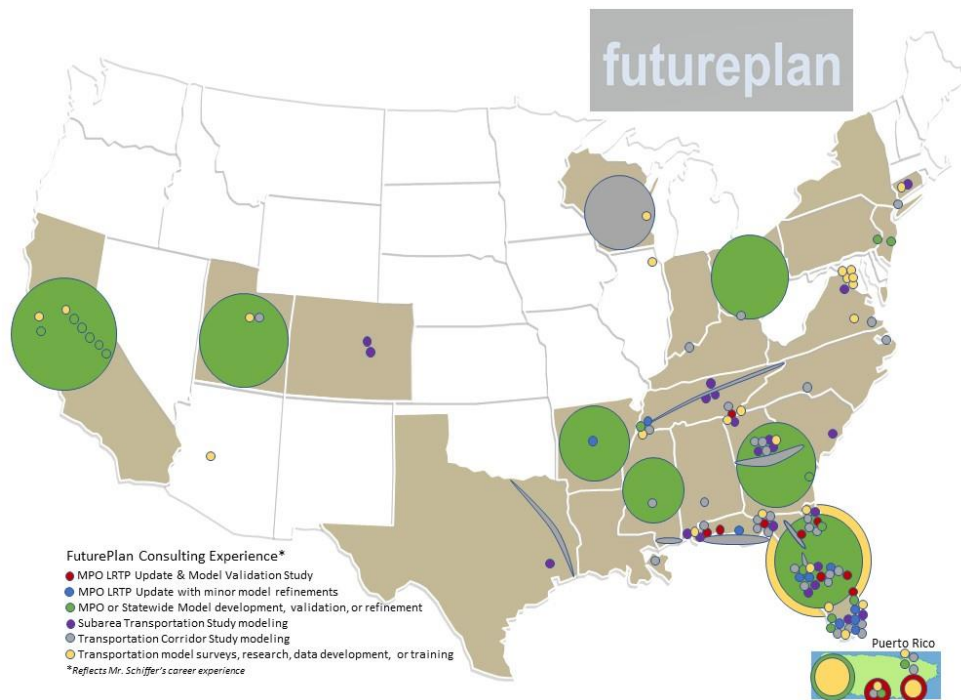 futureplan
FuturePlan Consulting Experience*
MPO LRTP Update & Model Validation Study
MPO LRTP Update with minor model refinements
MPO or Statewide Model development, validation, or refinement
Subarea Transportation Study modeling
Transportation Corridor Study modeling
Transportation model surveys, research, data development, or training
*Reflects Mr. Schiffer's career experience
Puerto Rico